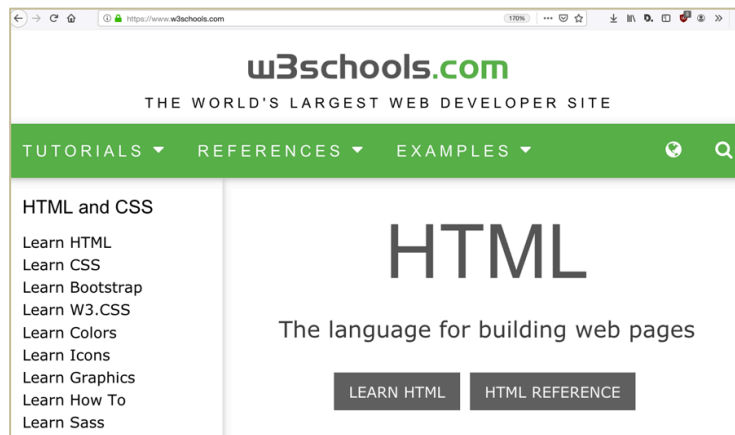 https://www.w3schools.com 170%
w3schools.com
THE WORLD'S LARGEST WEB DEVELOPER SITE
TUTORIALS REFERENCES EXAMPLES
HTML and CSS
Learn HTML
Learn CSS
Learn Bootstrap
Learn W3.CSS
Learn Colors
Learn Icons
Learn Graphics
Learn How To
Learn Sass
HTML
The language for building web pages
LEARN HTML HTML REFERENCE